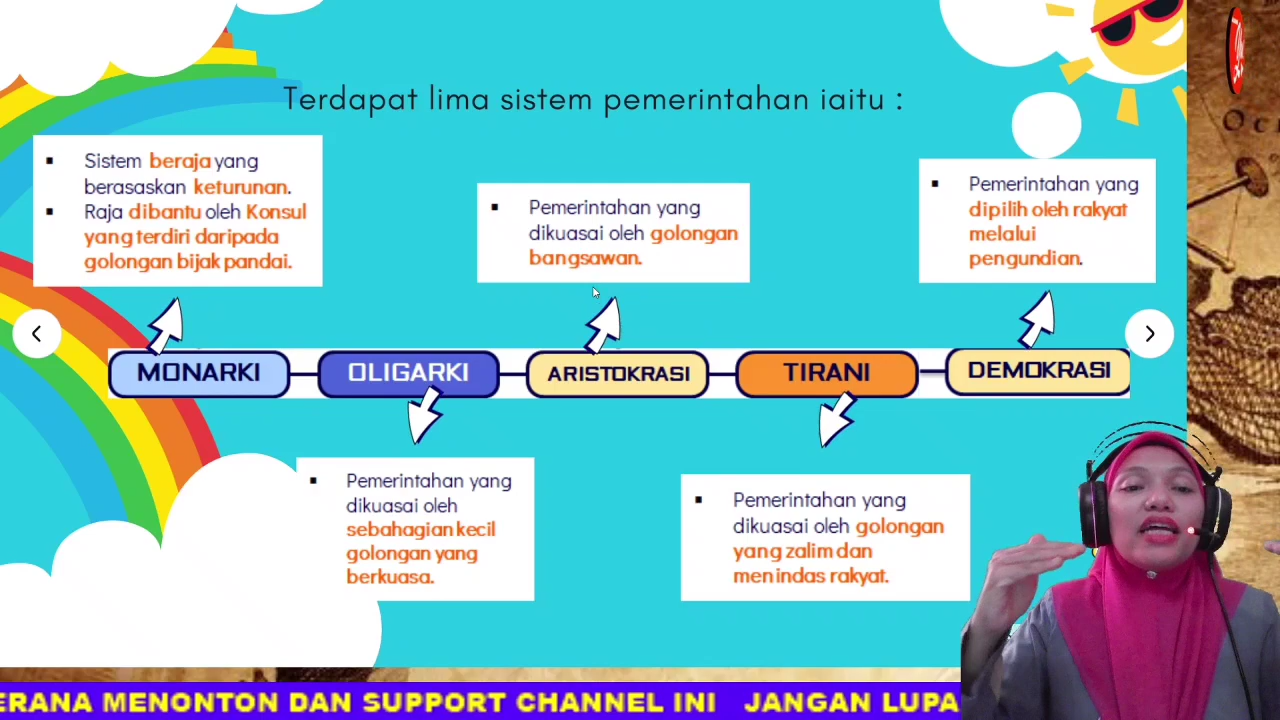 Terdapat lima sistem pemerintahan iaitu :
▪ Sistem beraja yang
berasaskan keturunan.
▪ Raja dibantu oleh Konsul
yang terdiri daripada
golongan bijak pandai.
▪ Pemerintahan yang
dikuasai oleh golongan
bangsawan.
▪ Pemerintahan yang
dipilih oleh rakyat
melalui
pengundian.
MONARKI
OLIGARKI
ARISTOKRASI
TIRANI
DEMOKRASI
▪ Pemerintahan yang
dikuasai oleh
sebahagian kecil
golongan yang
berkuasa.
▪ Pemerintahan yang
dikuasai oleh golongan
yang zalim dan
menindas rakyat.
ERANA MENONTON DAN SUPPORT CHANNEL INI JANGAN LUPA